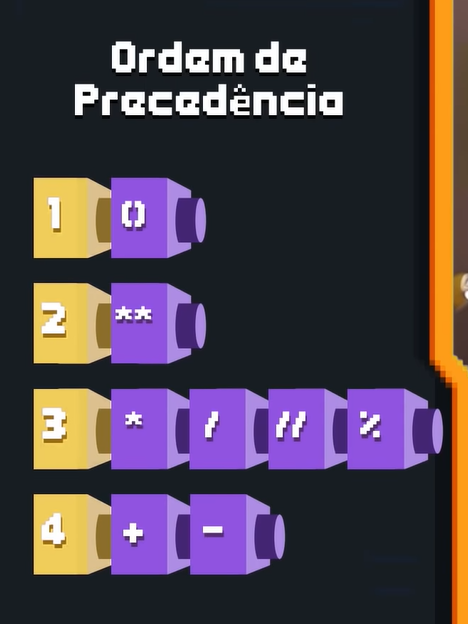 Ordem de
Precedência
1 ()
2 **
3 * / // %
4 + -